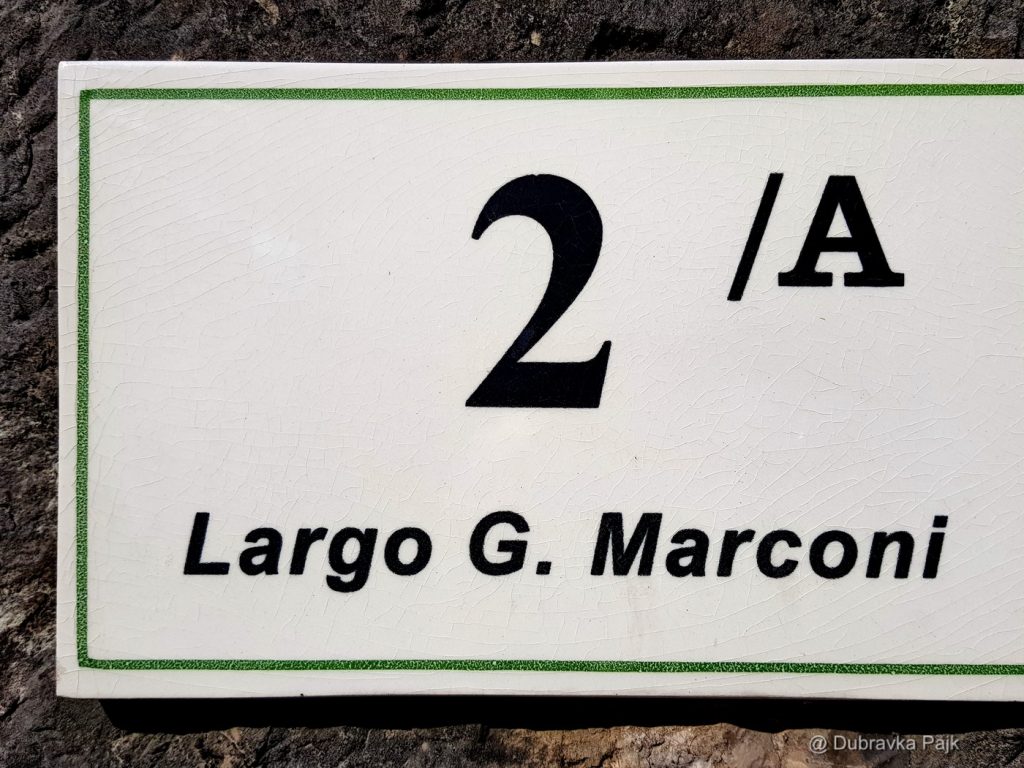 2 /A
Largo G. Marconi
@ Dubravka Pajk